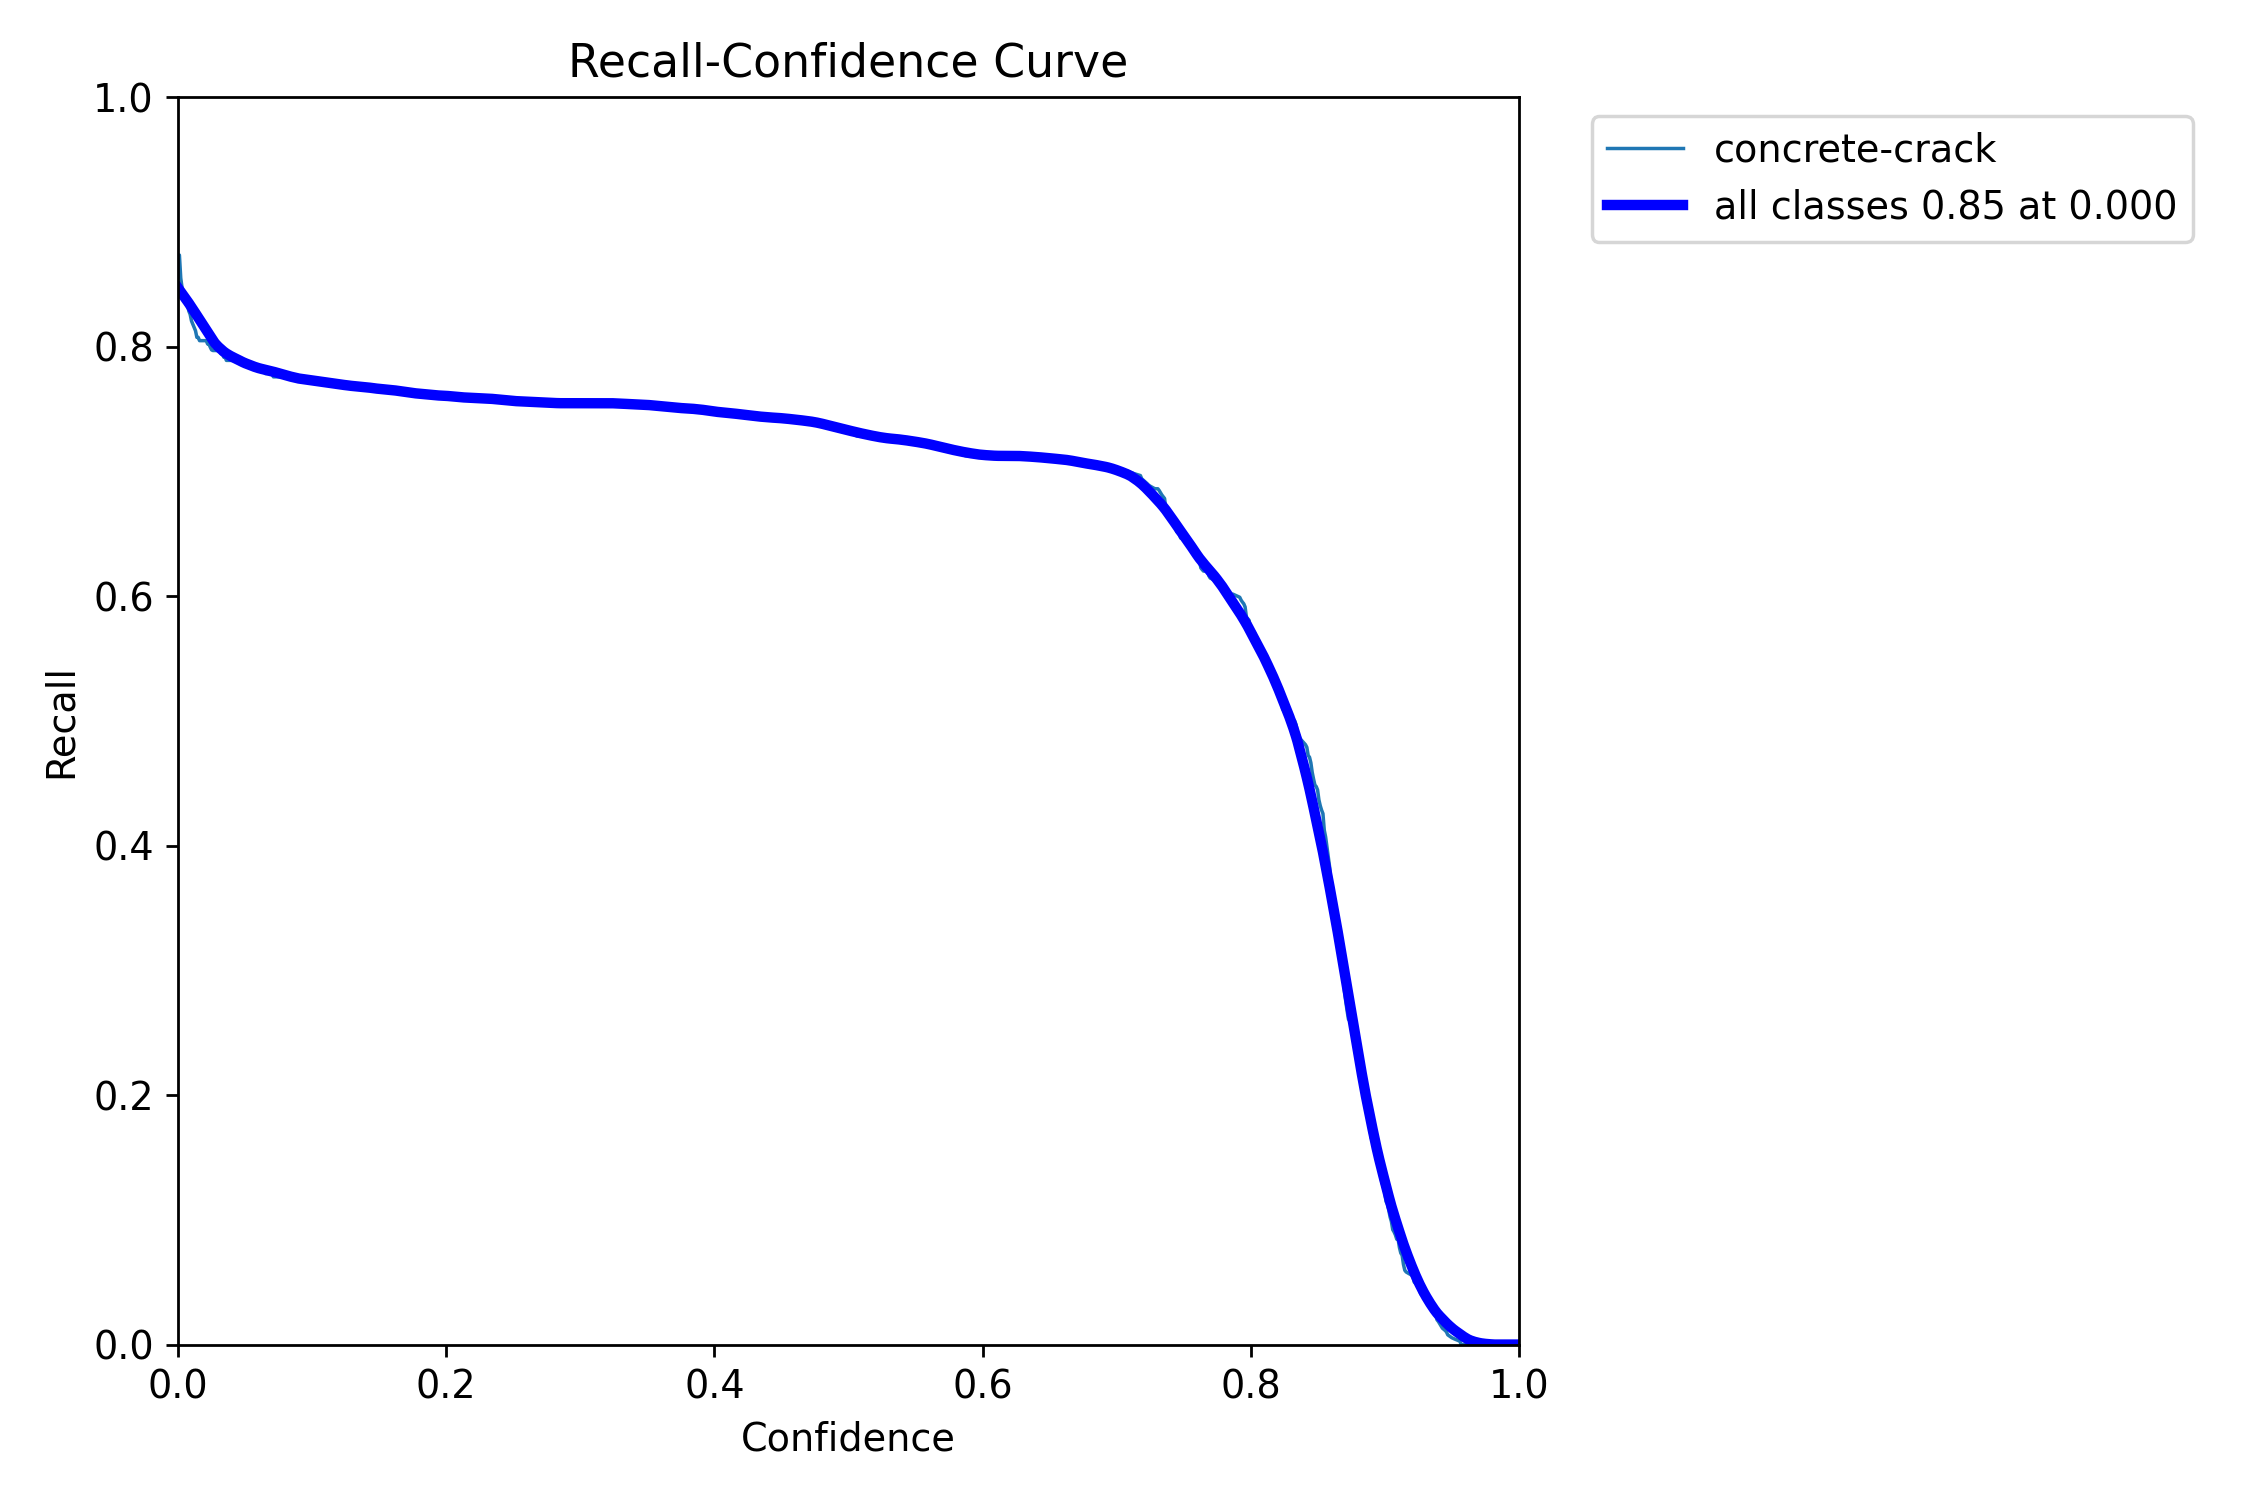 Recall-Confidence Curve
1.0
0.8
0.6
0.4
0.2
0.0
Recall
0.0 0.2 0.4 0.6 0.8 1.0
Confidence
concrete-crack
all classes 0.85 at 0.000